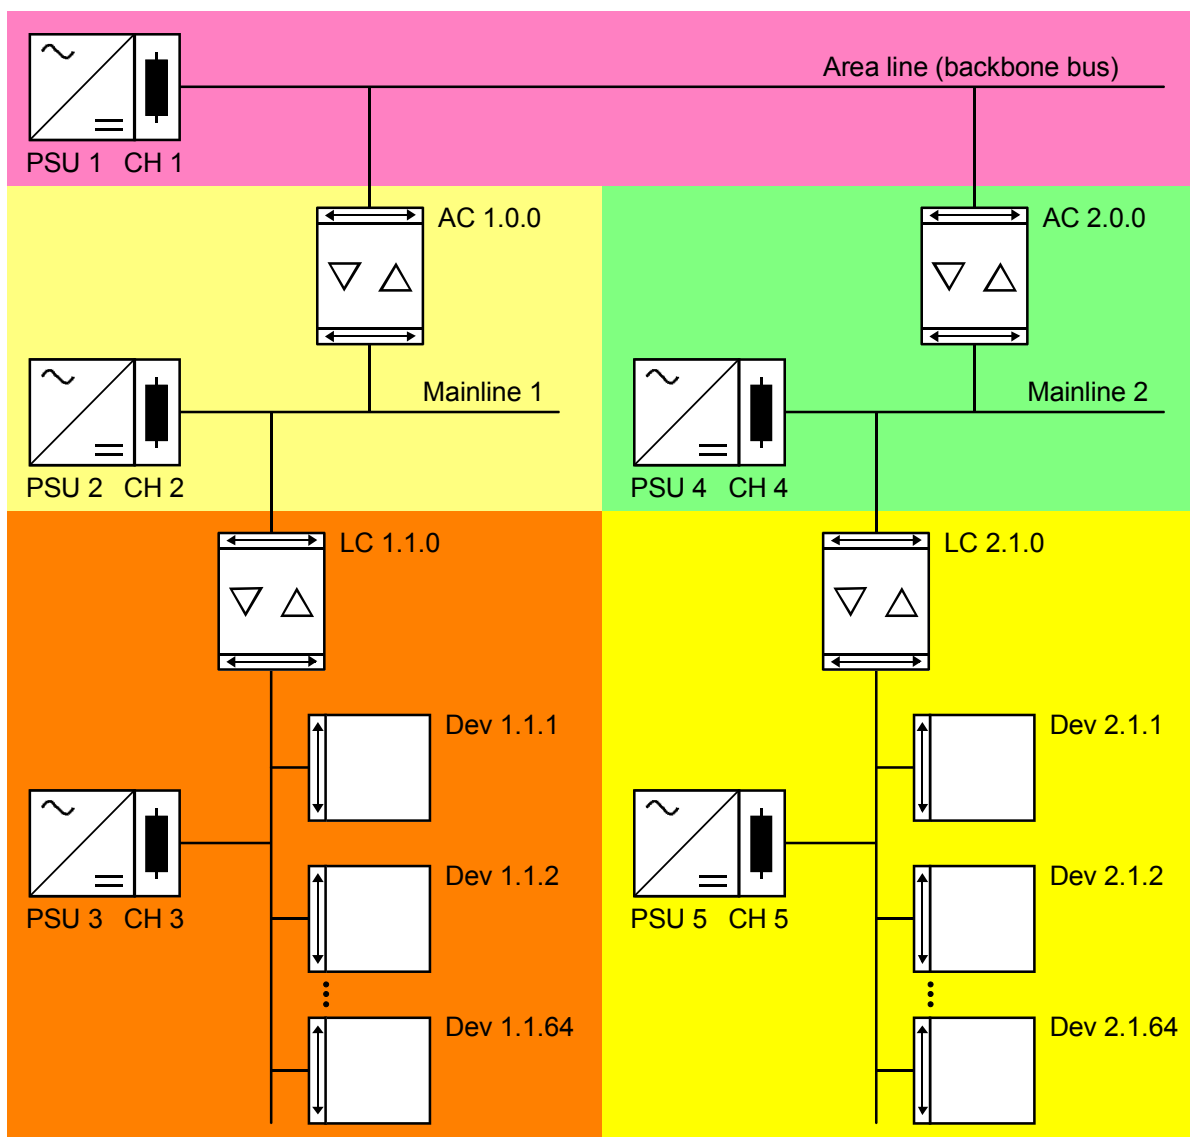 Area line (backbone bus)
PSU 1 CH 1
AC 1.0.0
AC 2.0.0
Mainline 1
Mainline 2
PSU 2 CH 2
PSU 4 CH 4
LC 1.1.0
LC 2.1.0
Dev 1.1.1
Dev 2.1.1
Dev 1.1.2
Dev 2.1.2
PSU 3 CH 3
PSU 5 CH 5
Dev 1.1.64
Dev 2.1.64